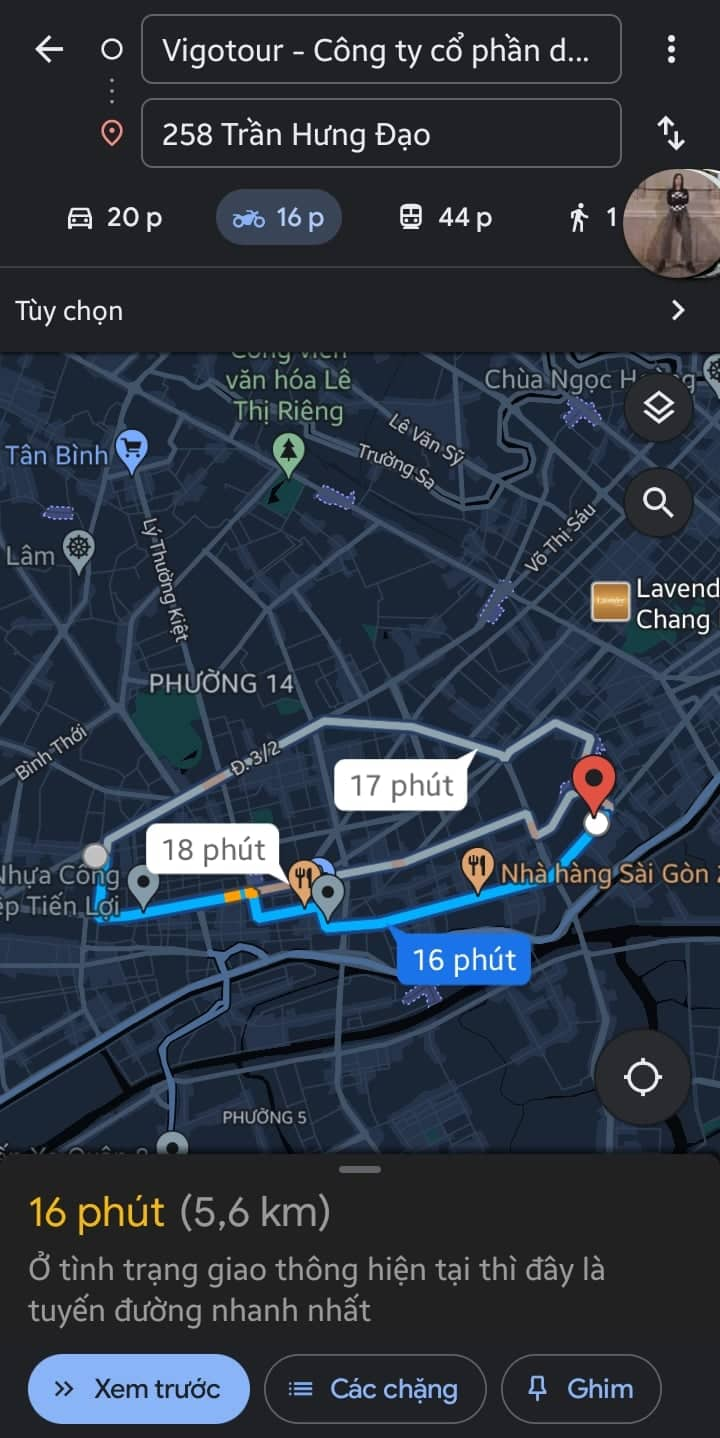 Vigotour - Công ty cổ phần d...
258 Trần Hưng Đạo
20 p
16 p
44 p
1
Tùy chọn
văn hóa Lê
Thị Riêng
Chùa Ngọc
Lê Văn Sỹ
Trường Sa
Tân Bình
Võ Thị Sáu
Lý Thường Kiệt
Lâm
Lavend
Chang
PHƯỜNG 14
Bình Thới
Đ. 3/2
17 phút
18 phút
Nhựa Công
ệp Tiến Lợi
Nhà hàng Sài Gòn
16 phút
PHƯỜNG 5
16 phút (5,6 km)
Ở tình trạng giao thông hiện tại thì đây là
tuyến đường nhanh nhất
Xem trước
Các chặng
Ghim